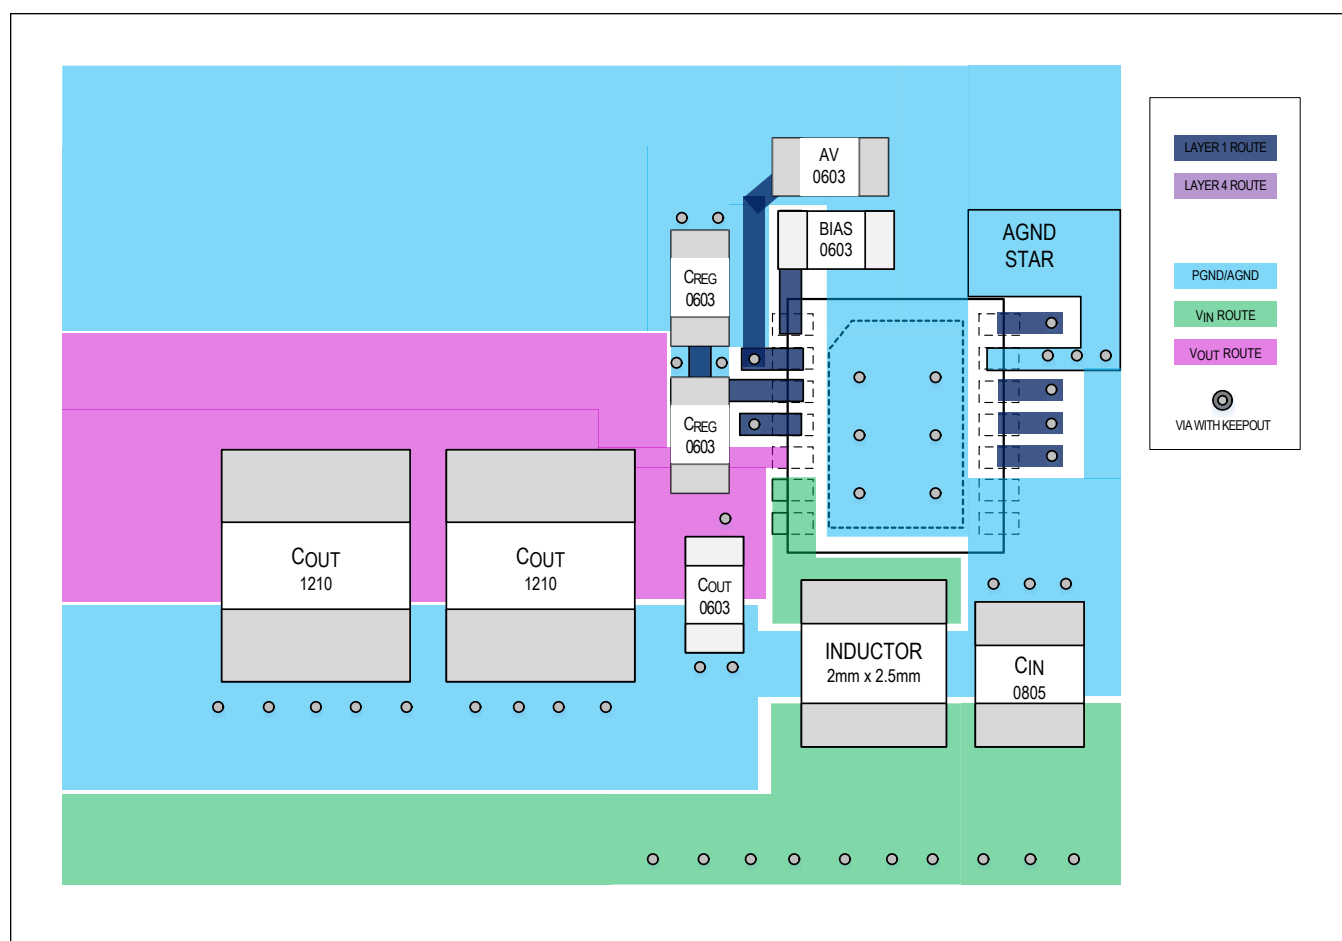 AV
0603
BIAS
0603
CREG
0603
CREG
0603
AGND
STAR
COUT
1210
COUT
1210
COUT
0603
INDUCTOR
2mm x 2.5mm
CIN
0805
LAYER 1 ROUTE
LAYER 4 ROUTE
PGND/AGND
VIN ROUTE
VOUT ROUTE
VIA WITH KEEPOUT